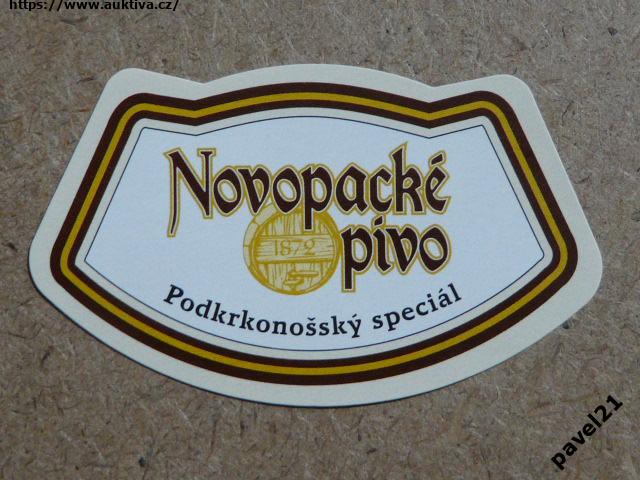 https://www.auktiva.cz/
Novopacké
1872
pivo
Podkrkonošský speciál
pavel21